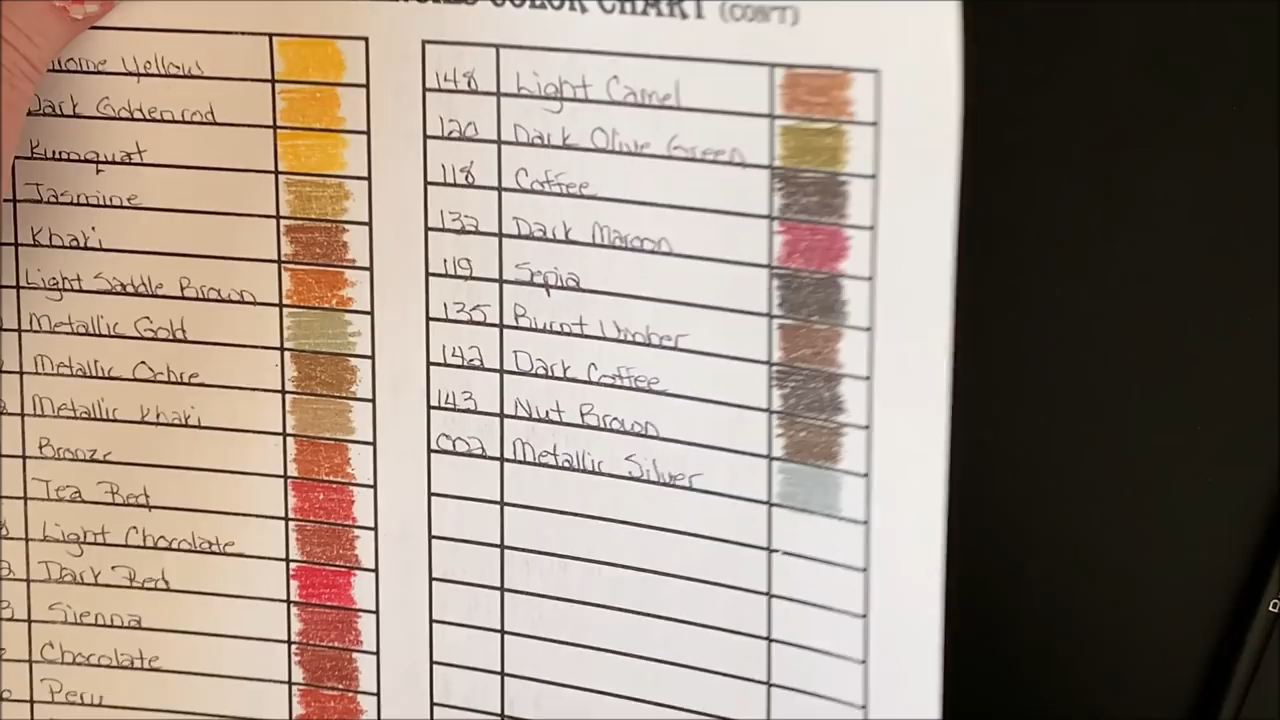 COLOR CHART (CON'T)
Yellow
Dark Goldenrod
Kumquat
Jasmine
Khaki
Light Saddle Brown
Metallic Gold
Metallic Ochre
Metallic Khaki
Bronze
Tea Red
Light Chocolate
Dark Red
Sienna
Chocolate
Peru
148 Light Camel
120 Dark Olive Green
118 Coffee
132 Dark Maroon
119 Sepia
135 Burnt Umber
142 Dark Coffee
143 Nut Brown
002 Metallic Silver